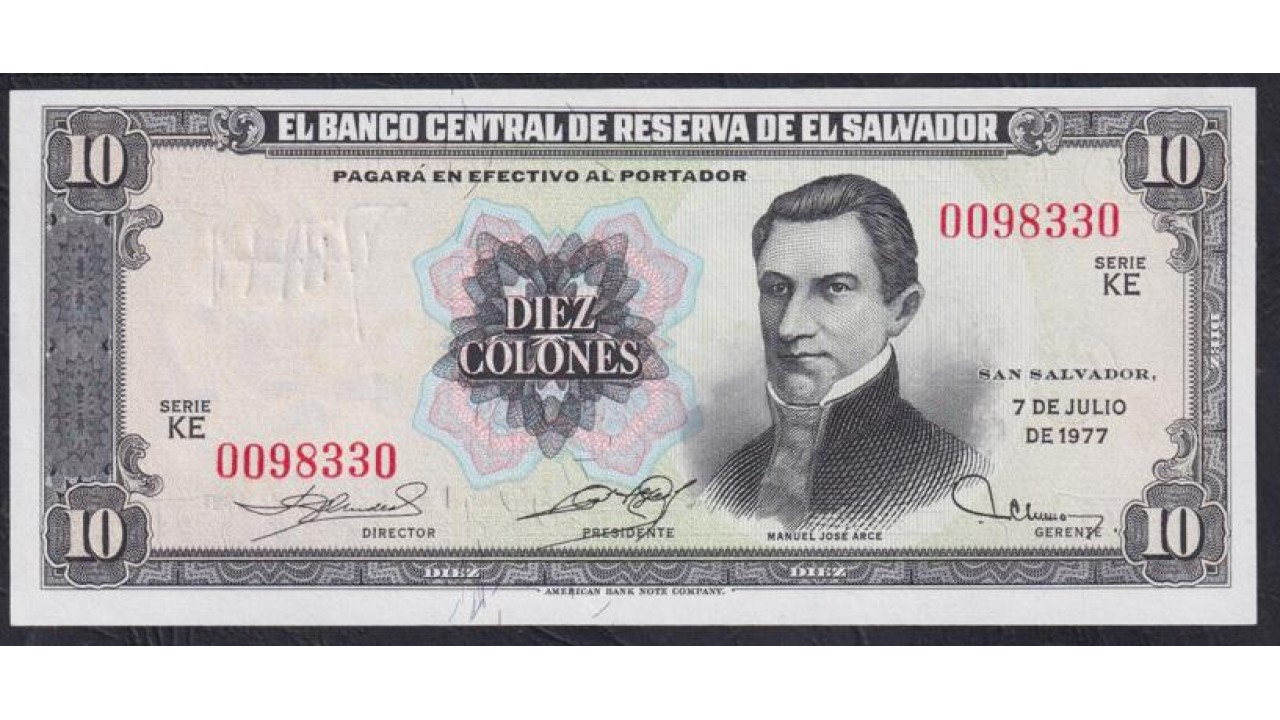 EL BANCO CENTRAL DE RESERVA DE EL SALVADOR
10
10
PAGARÁ EN EFECTIVO AL PORTADOR
0098330
SERIE
KE
DIEZ
DIEZ
COLONES
SAN SALVADOR,
7 DE JULIO
DE 1977
SERIE
KE
0098330
DIRECTOR
PRESIDENTE
MANUEL JOSÉ ARCE
GERENTE
10
10
DIEZ
DIEZ
AMERICAN BANK NOTE COMPANY.